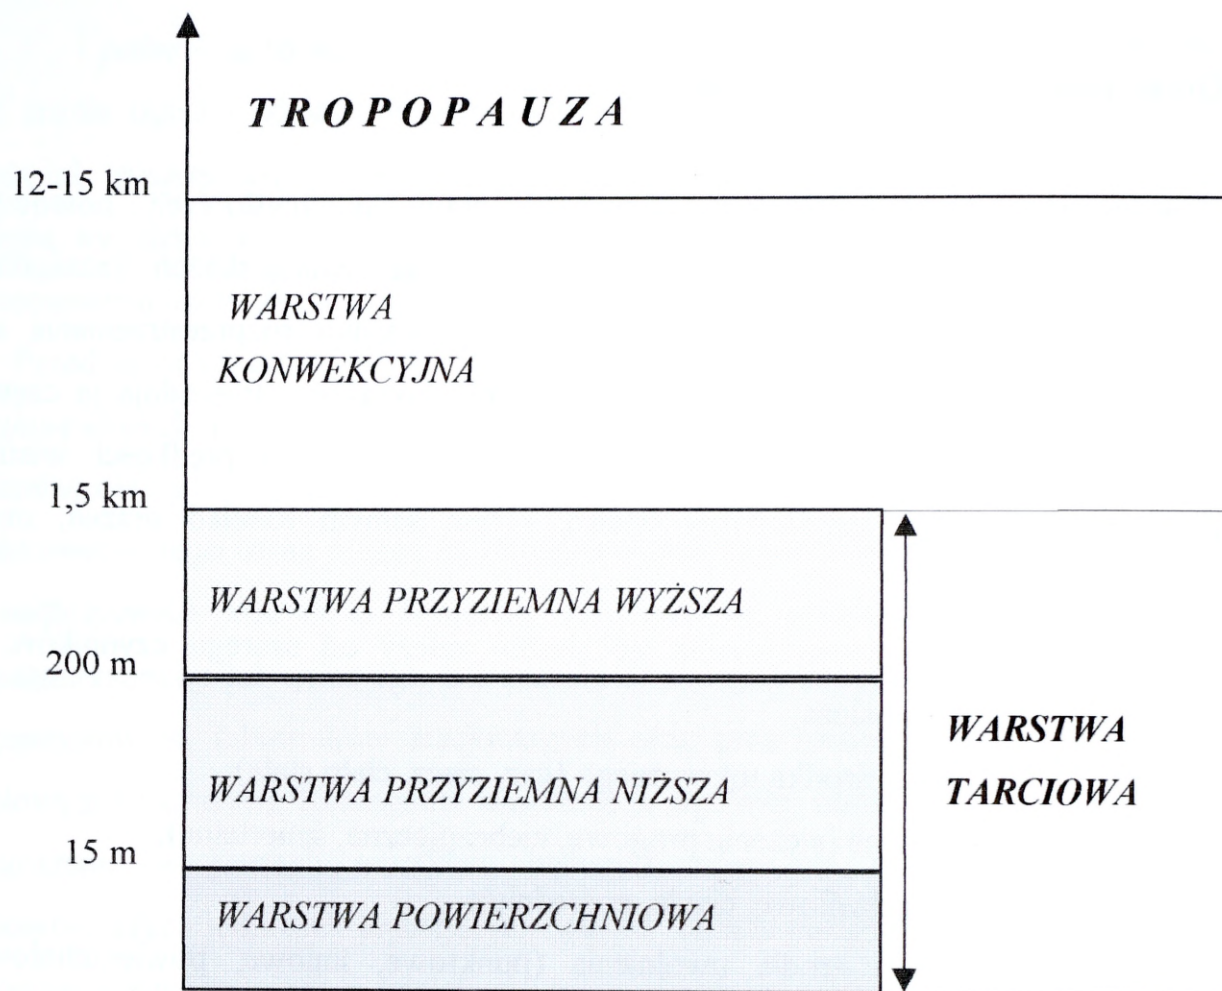 T R O P O P A U Z A
12-15 km
WARSTWA
KONWEKCYJNA
1,5 km
WARSTWA PRZYZIEMNA WYŻSZA
200 m
WARSTWA
TARCIOWA
WARSTWA PRZYZIEMNA NIŻSZA
15 m
WARSTWA POWIERZCHNIOWA